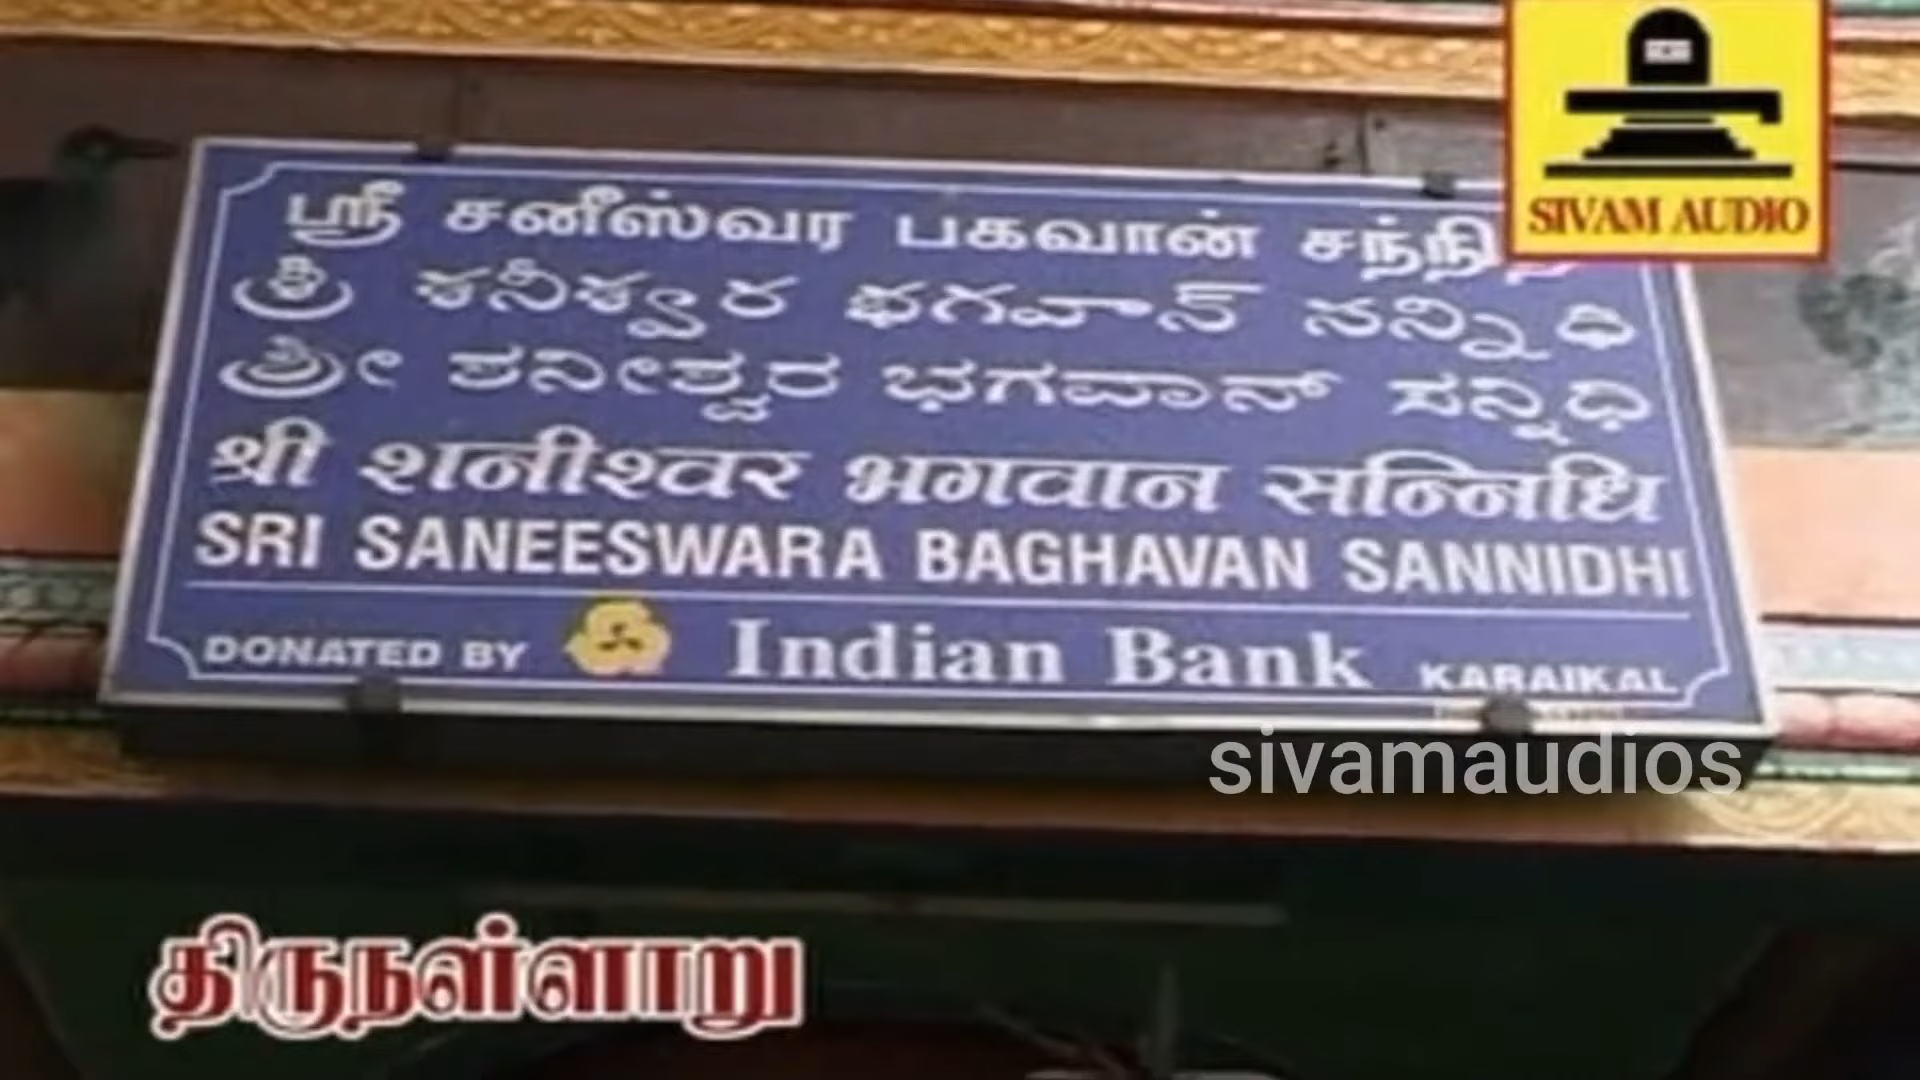 ஸ்ரீ சனீஸ்வர பகவான்
SIVAM AUDIO
శ్రీ శనీశ్వర భగవాన్ సన్నిధి
ಶ್ರೀ ಶನೀಶ್ವರ ಭಗವಾನ್ ಸನ್ನಿಧಿ
श्री शनीश्वर भगवान सन्निधि
SRI SANEESWARA BAGHAVAN SANNIDHI
DONATED BY Indian Bank KARAIKAL
sivamaudios
திருநள்ளாறு